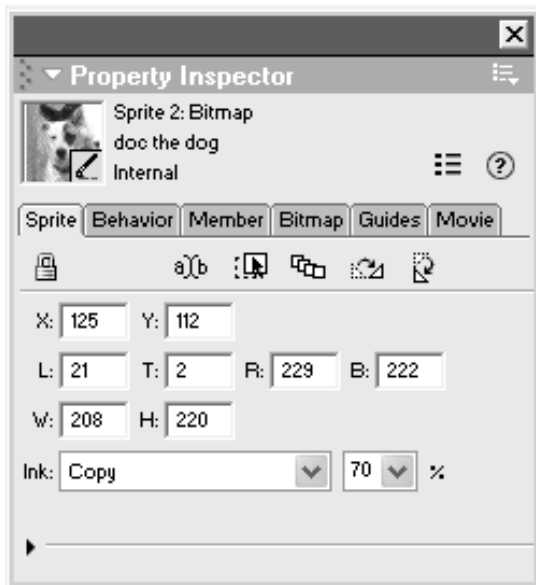 Property Inspector
Sprite 2: Bitmap
doc the dog
Internal
?
Sprite Behavior Member Bitmap Guides Movie
a)(b
X: 125 Y: 112
L: 21 T: 2 R: 229 B: 222
W: 208 H: 220
Ink: Copy 70 %